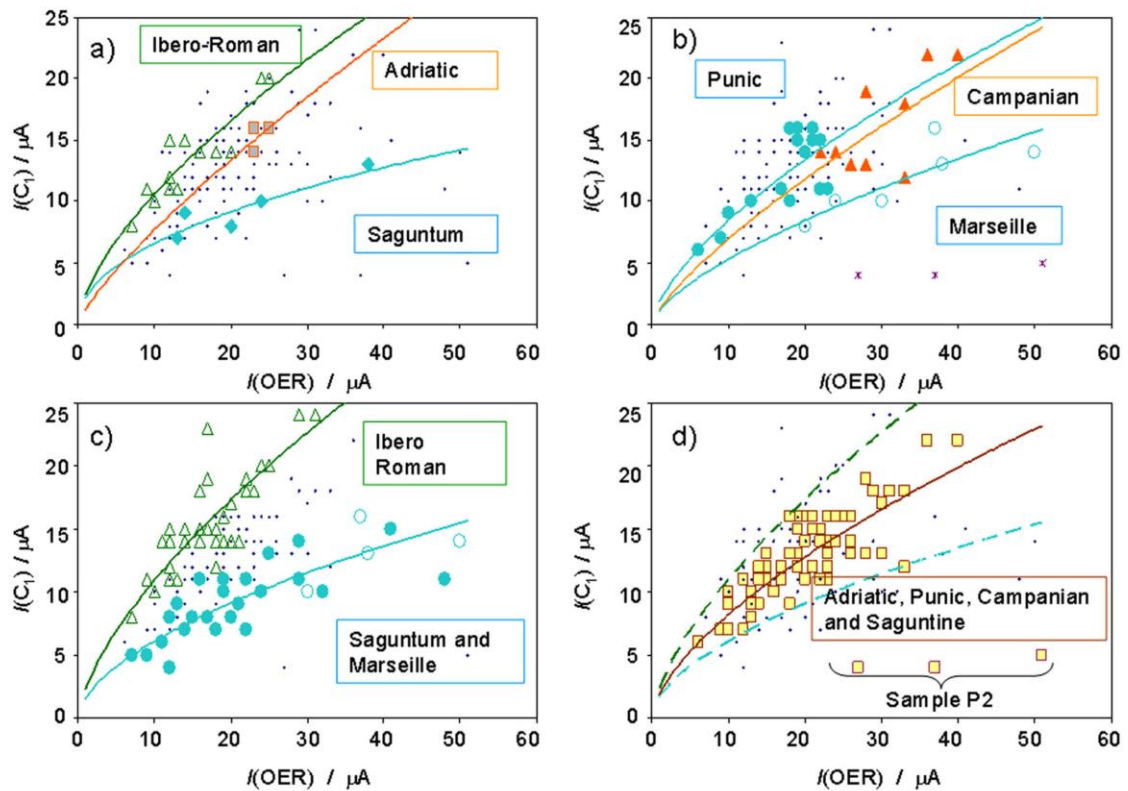 a)
Ibero-Roman
Adriatic
Saguntum
I(C₁) / µA
25
20
15
10
5
0
0 10 20 30 40 50 60
I(OER) / µA
b)
Punic
Campanian
Marseille
I(C₁) / µA
25
20
15
10
5
0
0 10 20 30 40 50 60
I(OER) / µA
c)
Ibero
Roman
Saguntum and
Marseille
I(C₁) / µA
25
20
15
10
5
0
0 10 20 30 40 50 60
I(OER) / µA
d)
Adriatic, Punic, Campanian
and Saguntine
Sample P2
I(C₁) / µA
25
20
15
10
5
0
0 10 20 30 40 50 60
I(OER) / µA